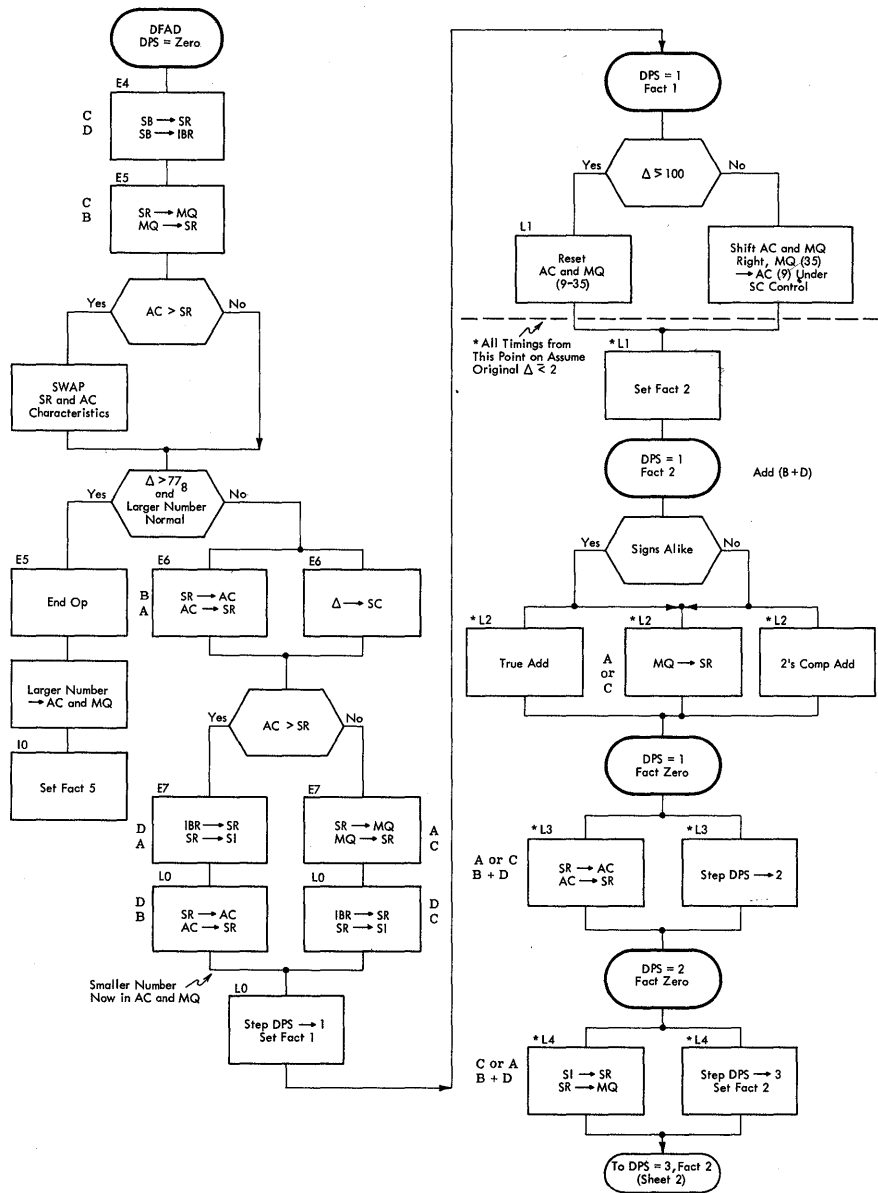 DFAD
DPS = Zero
E4
C
D
SB → SR
SB → IBR
E5
C
B
SR → MQ
MQ → SR
Yes
AC > SR
No
SWAP
SR and AC
Characteristics
Yes
Δ > 77₈
and
Larger Number
Normal
No
E5
End Op
Larger Number
→ AC and MQ
I0
Set Fact 5
E6
B
A
SR → AC
AC → SR
E6
Δ → SC
Yes
AC > SR
No
E7
D
A
IBR → SR
SR → SI
E7
SR → MQ
MQ → SR
A
C
L0
D
B
SR → AC
AC → SR
L0
IBR → SR
SR → SI
D
C
Smaller Number
Now in AC and MQ
L0
Step DPS → 1
Set Fact 1
DPS = 1
Fact 1
Yes
Δ ≥ 100
No
L1
Reset
AC and MQ
(9-35)
Shift AC and MQ
Right, MQ (35)
→ AC (9) Under
SC Control
* All Timings from
This Point on Assume
Original Δ < 2
* L1
Set Fact 2
DPS = 1
Fact 2
Add (B + D)
Yes
Signs Alike
No
* L2
True Add
A
or
C
* L2
MQ → SR
* L2
2's Comp Add
DPS = 1
Fact Zero
* L3
A or C
B + D
SR → AC
AC → SR
* L3
Step DPS → 2
DPS = 2
Fact Zero
* L4
C or A
B + D
SI → SR
SR → MQ
* L4
Step DPS → 3
Set Fact 2
To DPS = 3, Fact 2
(Sheet 2)